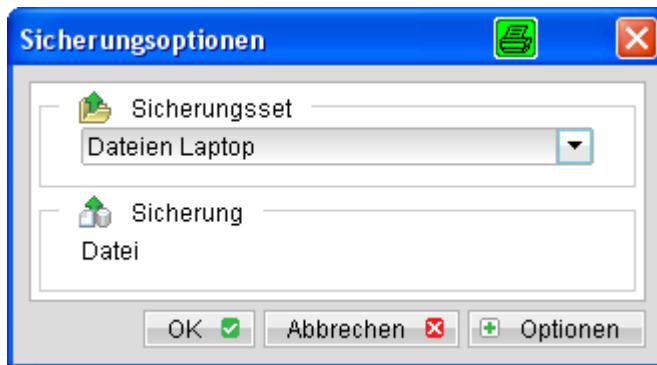 Sicherungsoptionen
Sicherungsset
Dateien Laptop
Sicherung
Datei
OK Abbrechen Optionen